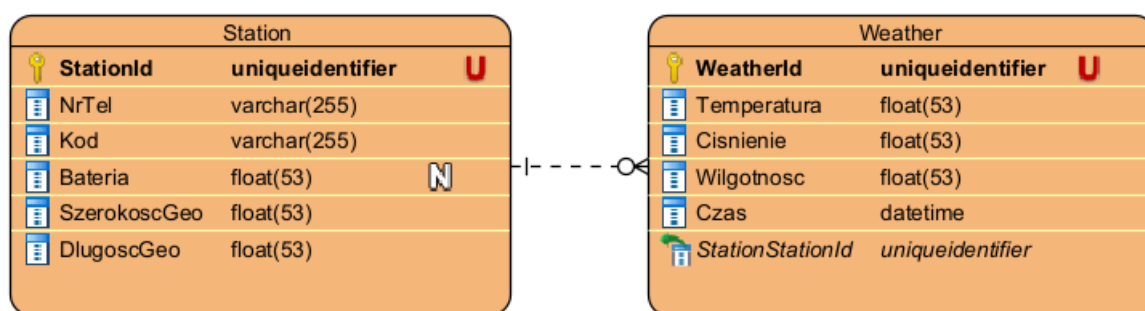 Station
StationId uniqueidentifier U
NrTel varchar(255)
Kod varchar(255)
Bateria float(53) N
SzerokoscGeo float(53)
DlugoscGeo float(53)
Weather
WeatherId uniqueidentifier U
Temperatura float(53)
Cisnienie float(53)
Wilgotnosc float(53)
Czas datetime
StationStationId uniqueidentifier